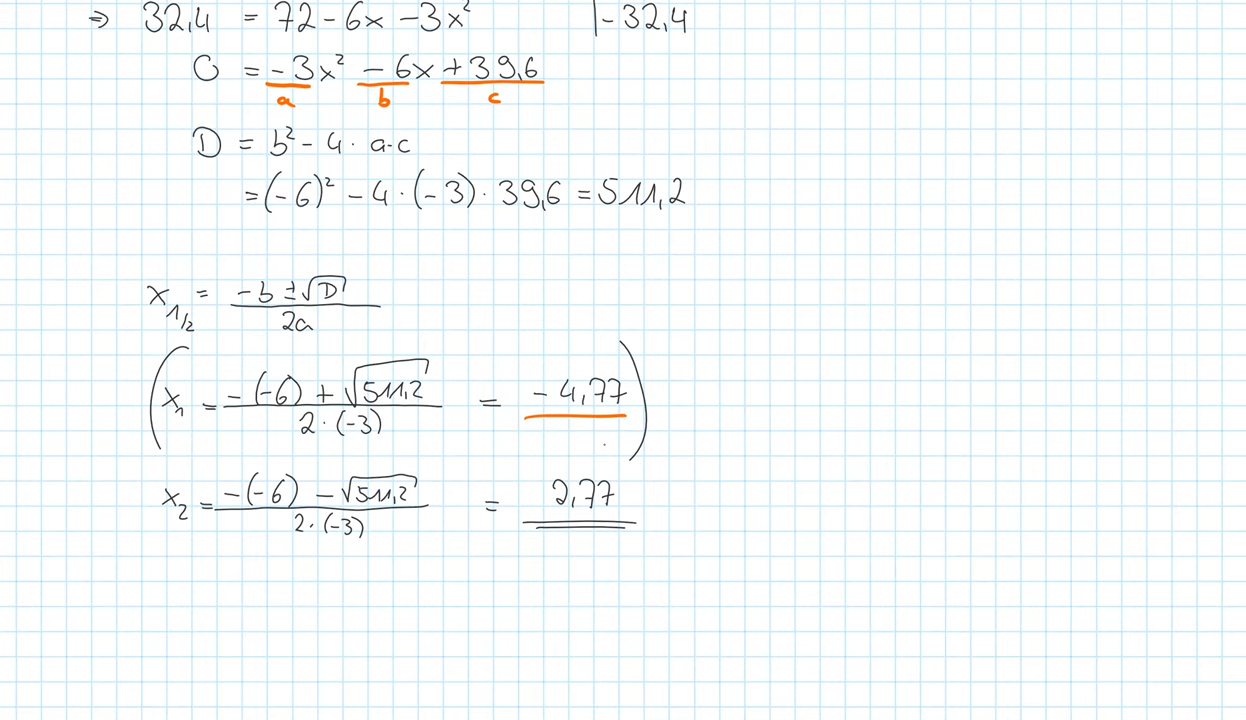 ⇒ 32,4 = 72 - 6x - 3x² | - 32,4
0 = -3x² - 6x + 39,6
a b c
D = b² - 4 · a·c
= (-6)² - 4 · (-3) · 39,6 = 511,2
x₁/₂ = (-b ± √D) / 2a
( x₁ = (-(-6) + √511,2) / (2 · (-3)) = -4,77 )
x₂ = (-(-6) - √511,2) / (2 · (-3)) = 2,77